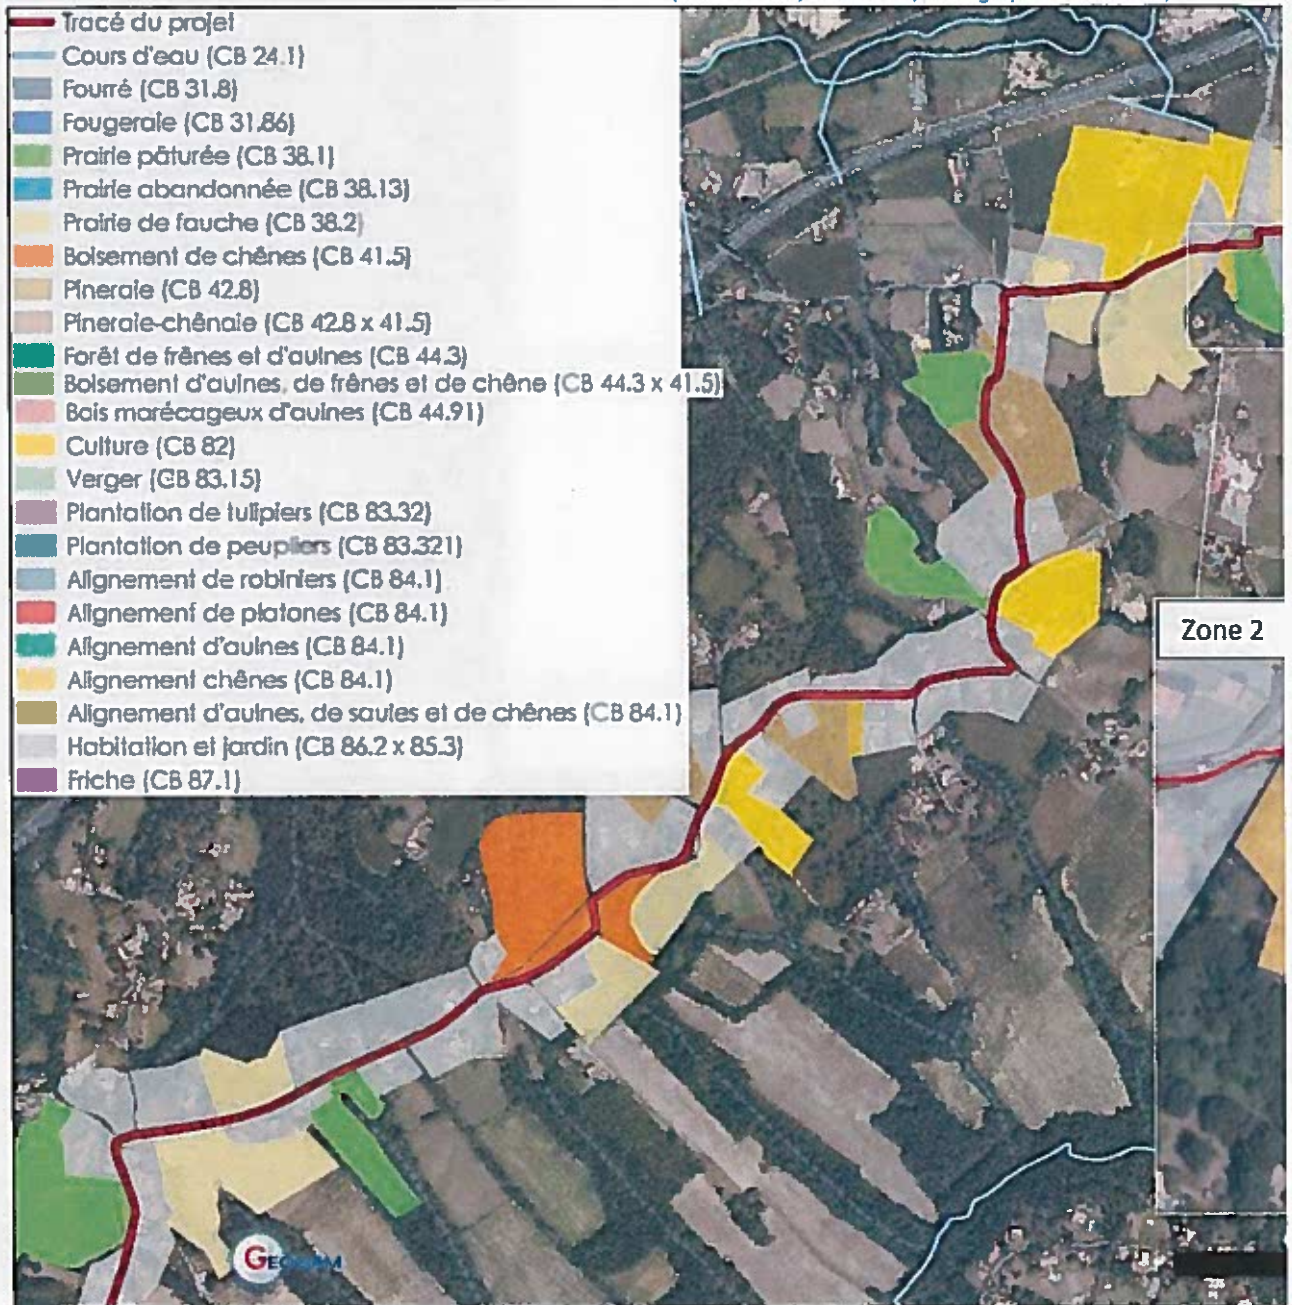 Tracé du projet
Cours d'eau (CB 24.1)
Fourré (CB 31.8)
Fougeraie (CB 31.86)
Prairie pâturée (CB 38.1)
Prairie abandonnée (CB 38.13)
Prairie de fauche (CB 38.2)
Boisement de chênes (CB 41.5)
Pineraie (CB 42.8)
Pineraie-chênaie (CB 42.8 x 41.5)
Forêt de frênes et d'aulnes (CB 44.3)
Boisement d'aulnes, de frênes et de chêne (CB 44.3 x 41.5)
Bois marécageux d'aulnes (CB 44.91)
Culture (CB 82)
Verger (CB 83.15)
Plantation de tulipiers (CB 83.32)
Plantation de peupliers (CB 83.321)
Alignement de robiniers (CB 84.1)
Alignement de platanes (CB 84.1)
Alignement d'aulnes (CB 84.1)
Alignement chênes (CB 84.1)
Alignement d'aulnes, de saules et de chênes (CB 84.1)
Habitation et jardin (CB 86.2 x 85.3)
Friche (CB 87.1)
Zone 2